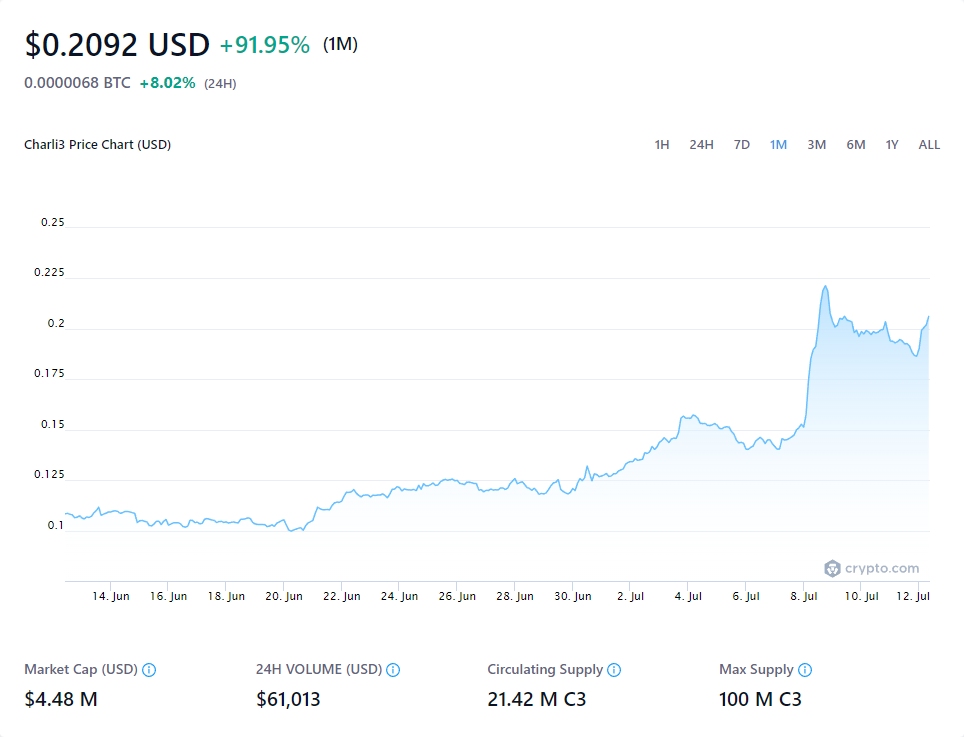 $0.2092 USD +91.95% (1M)
0.0000068 BTC +8.02% (24H)
Charli3 Price Chart (USD) 1H 24H 7D 1M 3M 6M 1Y ALL
0.25
0.225
0.2
0.175
0.15
0.125
0.1
crypto.com
14. Jun 16. Jun 18. Jun 20. Jun 22. Jun 24. Jun 26. Jun 28. Jun 30. Jun 2. Jul 4. Jul 6. Jul 8. Jul 10. Jul 12. Jul
Market Cap (USD) 24H VOLUME (USD) Circulating Supply Max Supply
$4.48 M $61,013 21.42 M C3 100 M C3